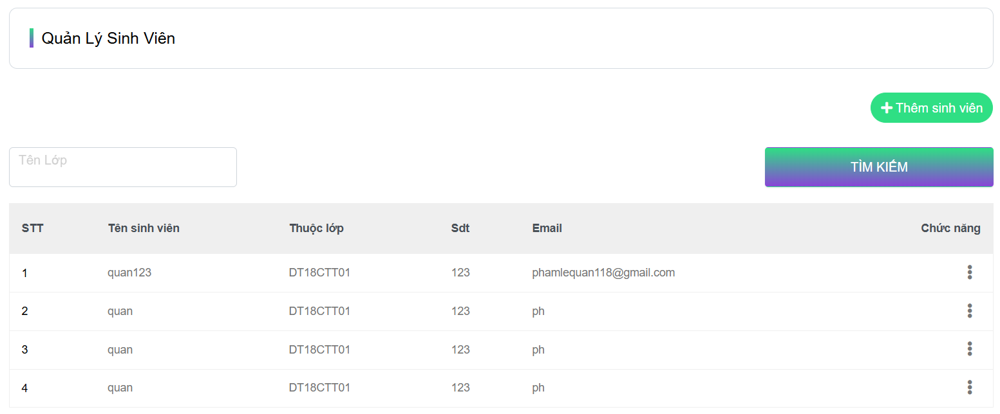 Quản Lý Sinh Viên
Thêm sinh viên
Tên Lớp
TÌM KIẾM
STT Tên sinh viên Thuộc lớp Sdt Email Chức năng
1 quan123 DT18CTT01 123 phamlequan118@gmail.com
2 quan DT18CTT01 123 ph
3 quan DT18CTT01 123 ph
4 quan DT18CTT01 123 ph